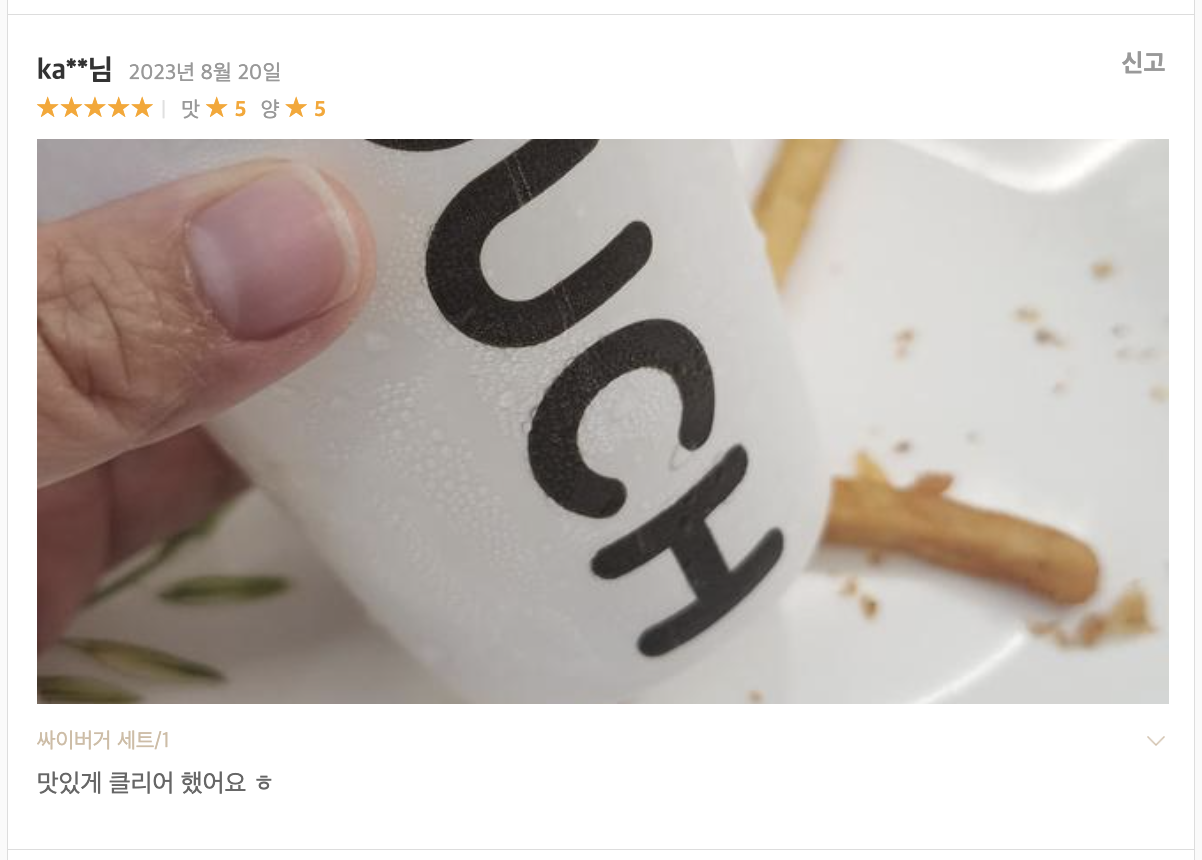 ka**님 2023년 8월 20일
신고
★★★★★ | 맛 ★ 5 양 ★ 5
UCH
싸이버거 세트/1
맛있게 클리어 했어요 ㅎ